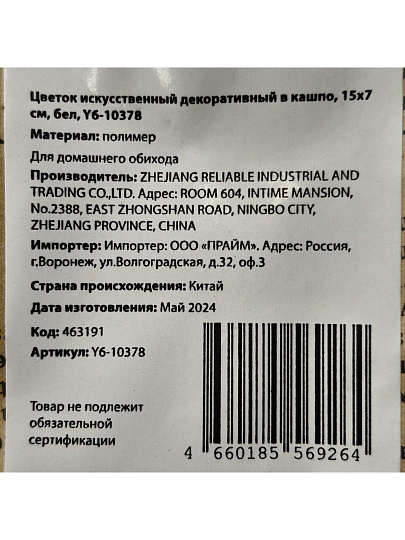 Цветок искусственный декоративный в кашпо, 15х7
см, бел, Y6-10378
Материал: полимер
Для домашнего обихода
Производитель: ZHEJIANG RELIABLE INDUSTRIAL AND
TRADING CO.,LTD. Адрес: ROOM 604, INTIME MANSION,
No.2388, EAST ZHONGSHAN ROAD, NINGBO CITY,
ZHEJIANG PROVINCE, CHINA
Импортер: Импортер: ООО «ПРАЙМ». Адрес: Россия,
г.Воронеж, ул.Волгоградская, д.32, оф.3
Страна происхождения: Китай
Дата изготовления: Май 2024
Код: 463191
Артикул: Y6-10378
Товар не подлежит
обязательной
сертификации
4 660185 569264